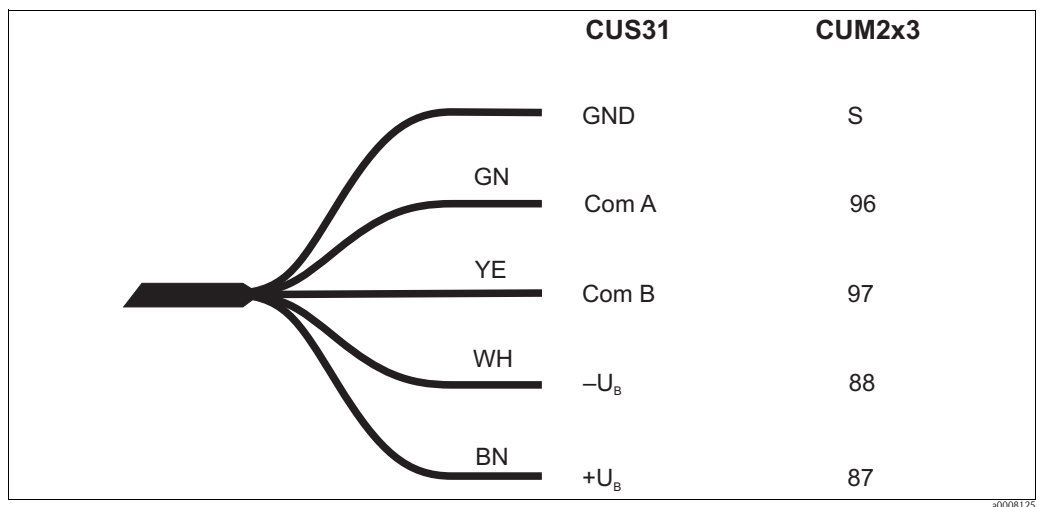 CUS31 CUM2x3
GND S
GN
Com A 96
YE
Com B 97
WH
–UB 88
BN
+UB 87
a0008125